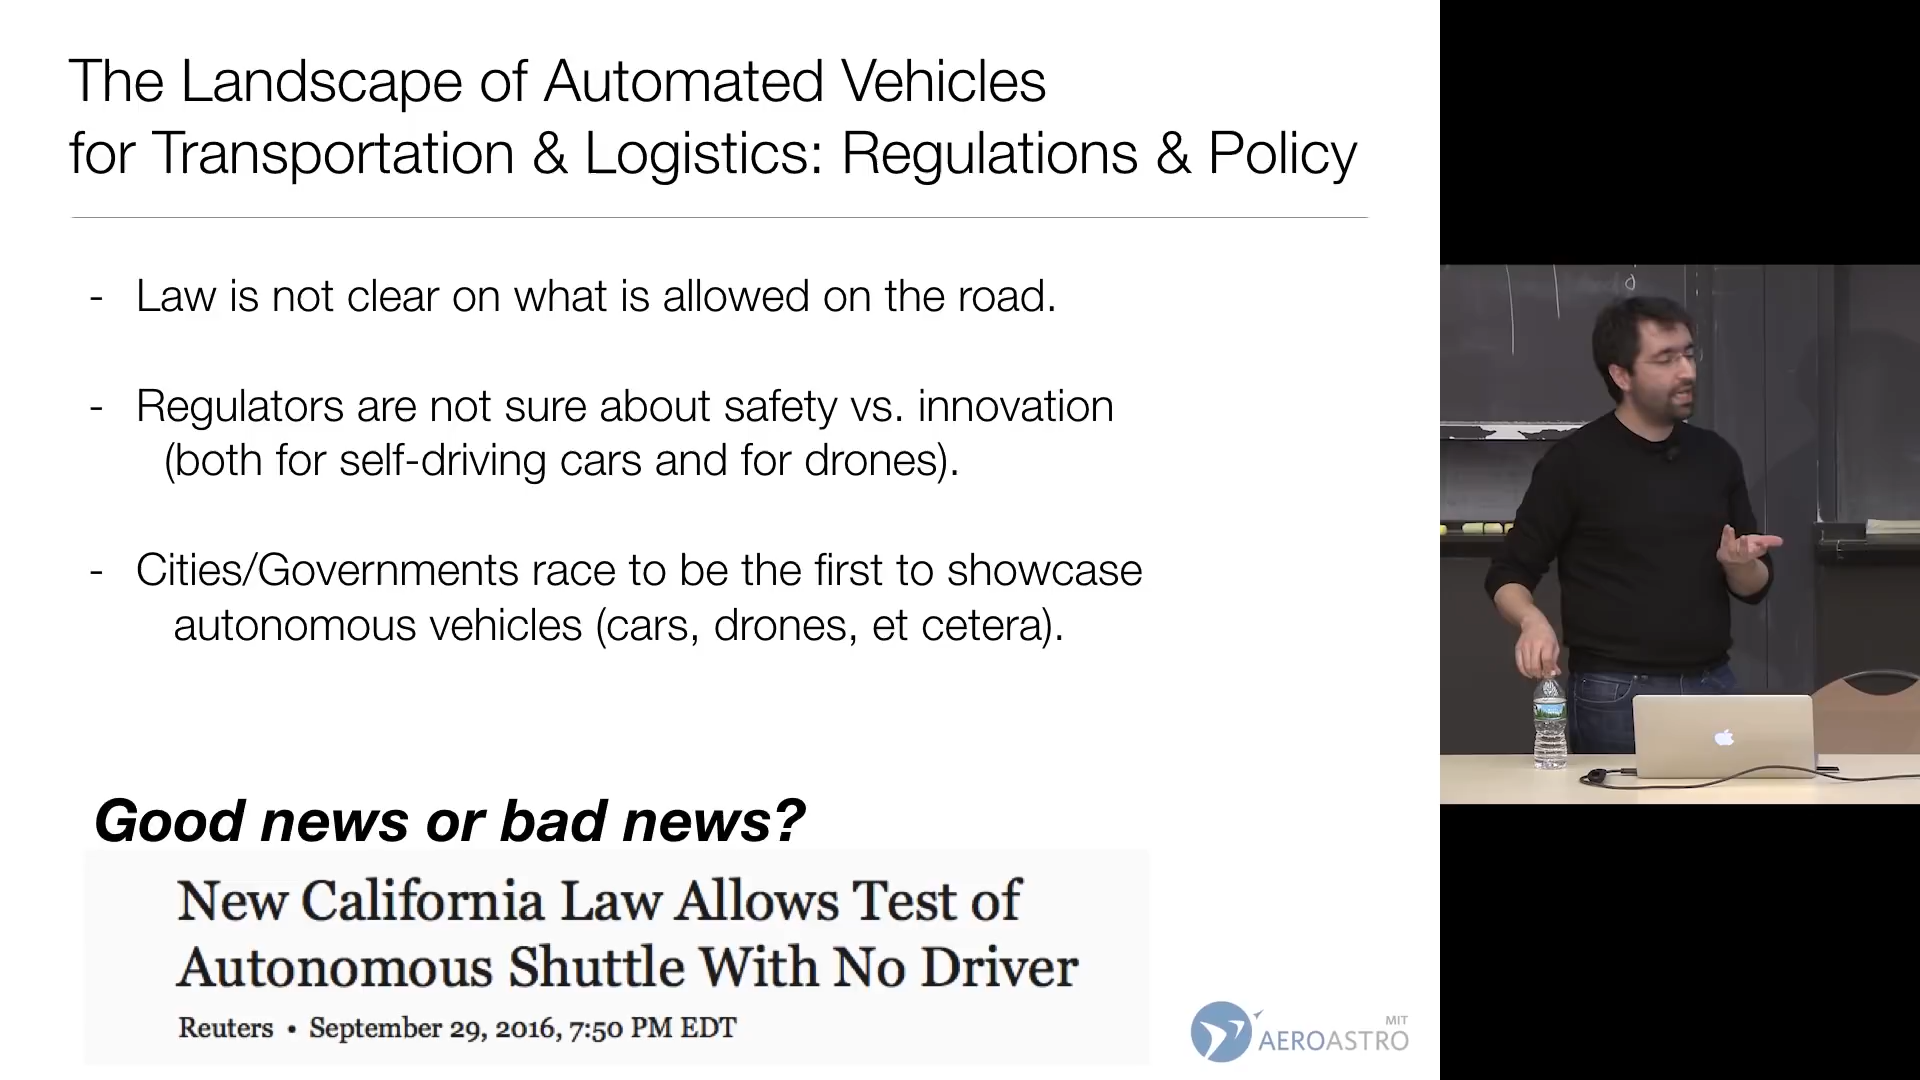 The Landscape of Automated Vehicles
for Transportation & Logistics: Regulations & Policy
- Law is not clear on what is allowed on the road.
- Regulators are not sure about safety vs. innovation
(both for self-driving cars and for drones).
- Cities/Governments race to be the first to showcase
autonomous vehicles (cars, drones, et cetera).
Good news or bad news?
New California Law Allows Test of
Autonomous Shuttle With No Driver
Reuters • September 29, 2016, 7:50 PM EDT
MIT
AEROASTRO